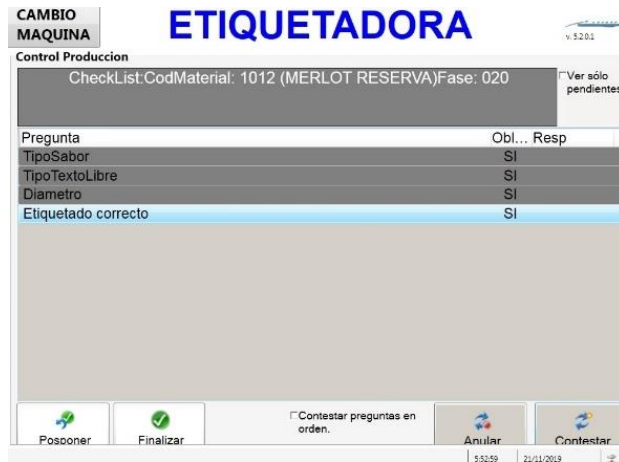 CAMBIO
MAQUINA
ETIQUETADORA
v. 5.2.0.1
Control Produccion
CheckList:CodMaterial: 1012 (MERLOT RESERVA)Fase: 020
Ver sólo
pendientes
Pregunta Obl... Resp
TipoSabor SI
TipoTextoLibre SI
Diametro SI
Etiquetado correcto SI
Posponer
Finalizar
Contestar preguntas en
orden.
Anular
Contestar
5:52:59 21/11/2019